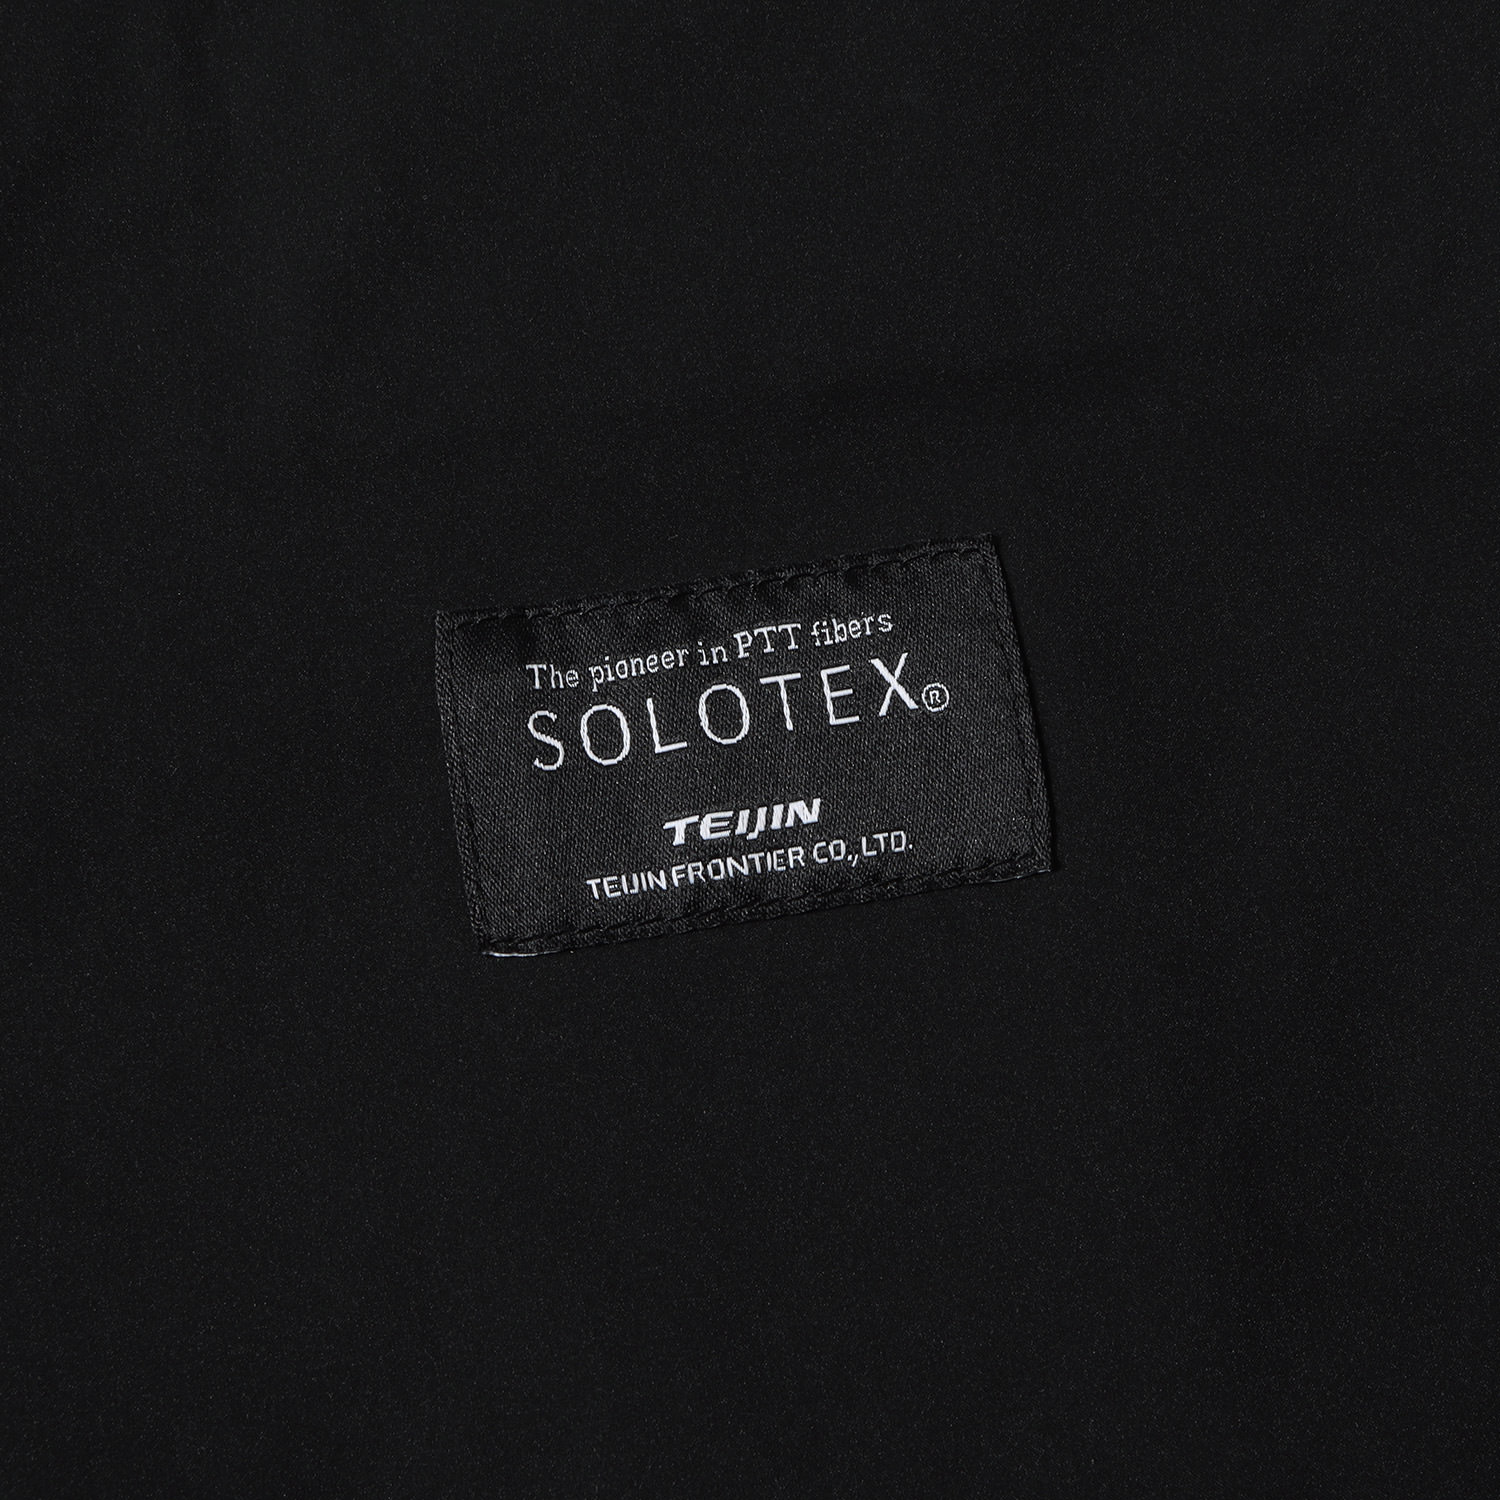 The pioneer in PTT fibers
SOLOTEX®
TEIJIN
TEIJIN FRONTIER CO., LTD.